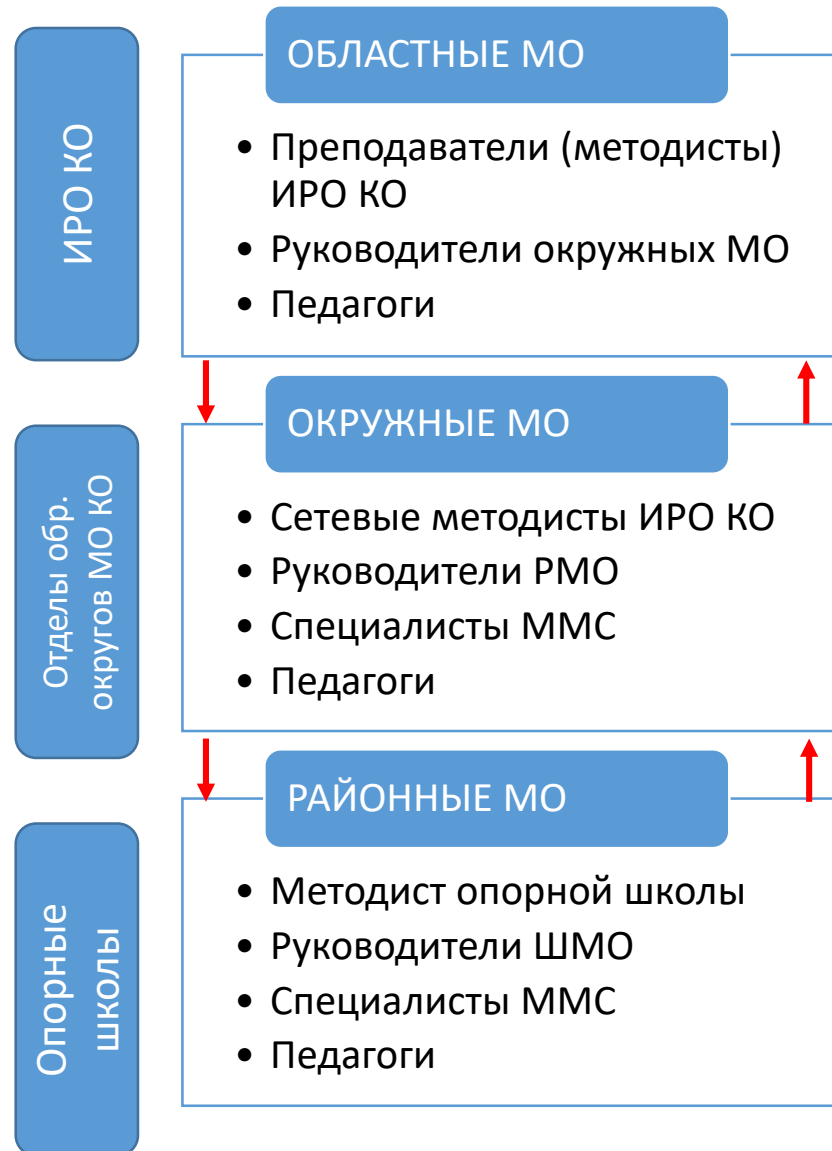 ИРО КО
ОБЛАСТНЫЕ МО
• Преподаватели (методисты)
ИРО КО
• Руководители окружных МО
• Педагоги
Отделы обр.
округов МО КО
ОКРУЖНЫЕ МО
• Сетевые методисты ИРО КО
• Руководители РМО
• Специалисты ММС
• Педагоги
Опорные
школы
РАЙОННЫЕ МО
• Методист опорной школы
• Руководители ШМО
• Специалисты ММС
• Педагоги